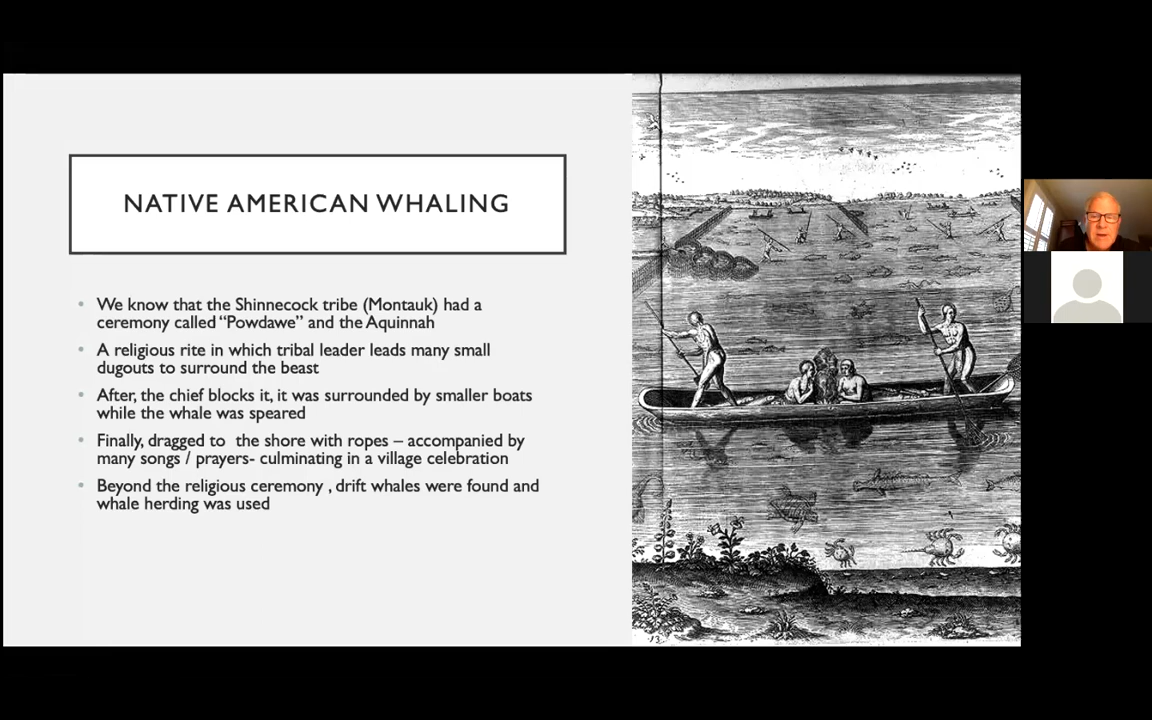 NATIVE AMERICAN WHALING
• We know that the Shinnecock tribe (Montauk) had a
ceremony called “Powdawe” and the Aquinnah
• A religious rite in which tribal leader leads many small
dugouts to surround the beast
• After, the chief blocks it, it was surrounded by smaller boats
while the whale was speared
• Finally, dragged to the shore with ropes – accompanied by
many songs / prayers- culminating in a village celebration
• Beyond the religious ceremony , drift whales were found and
whale herding was used
13